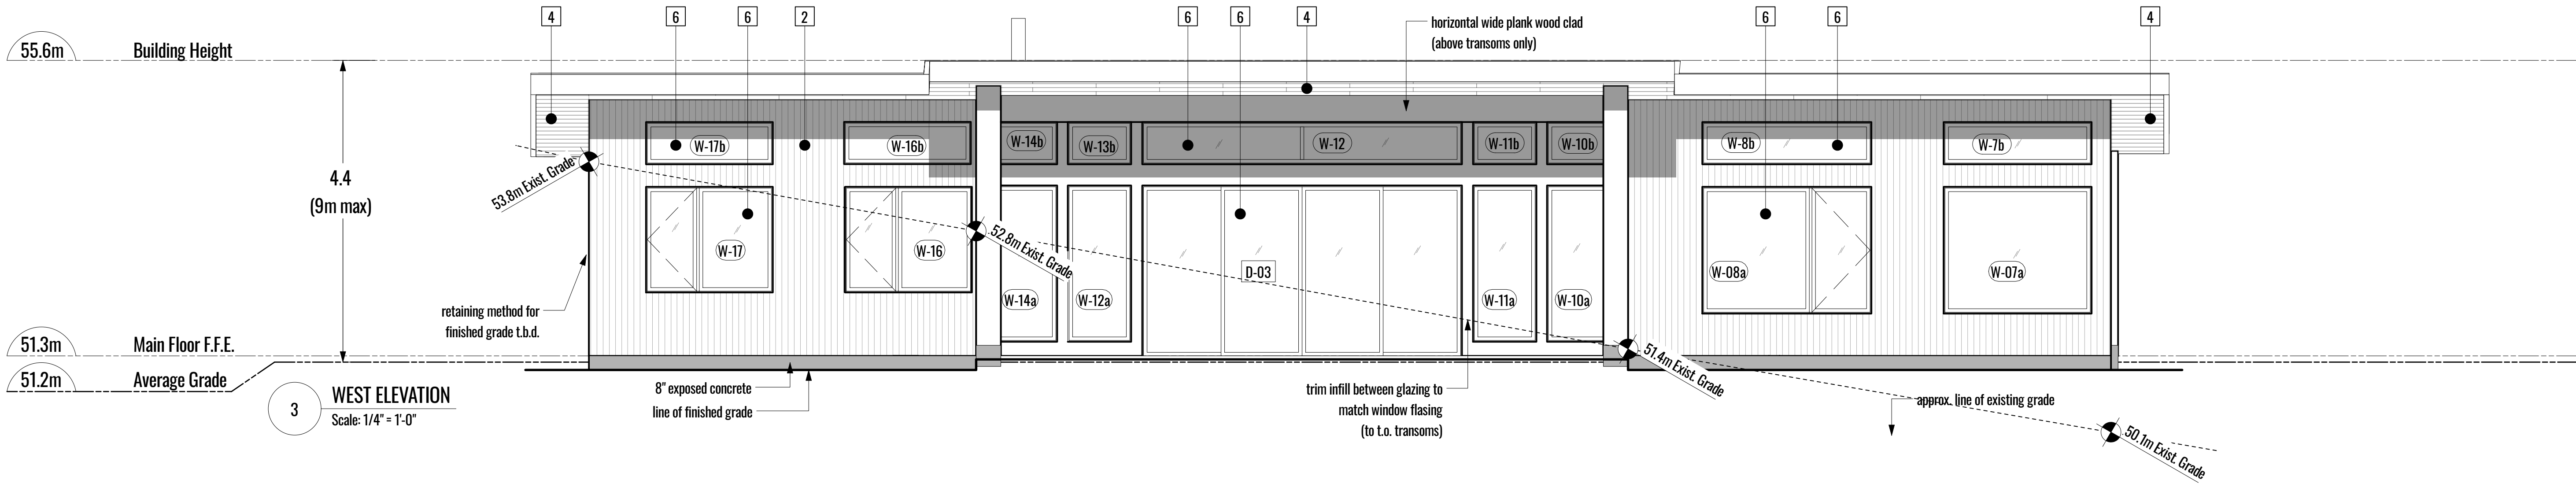 4
6
6
2
6
6
4
6
6
4
horizontal wide plank wood clad
(above transoms only)
55.6m
Building Height
W-17b
W-16b
W-14b
W-13b
W-12
W-11b
W-10b
W-8b
W-7b
4.4
(9m max)
53.8m Exist. Grade
52.8m Exist. Grade
W-17
W-16
W-14a
W-12a
D-03
W-11a
W-10a
W-08a
W-07a
retaining method for
finished grade t.b.d.
51.3m
Main Floor F.F.E.
51.4m Exist. Grade
51.2m
Average Grade
3
WEST ELEVATION
Scale: 1/4" = 1'-0"
8" exposed concrete
line of finished grade
trim infill between glazing to
match window flasing
(to t.o. transoms)
approx. line of existing grade
50.1m Exist. Grade